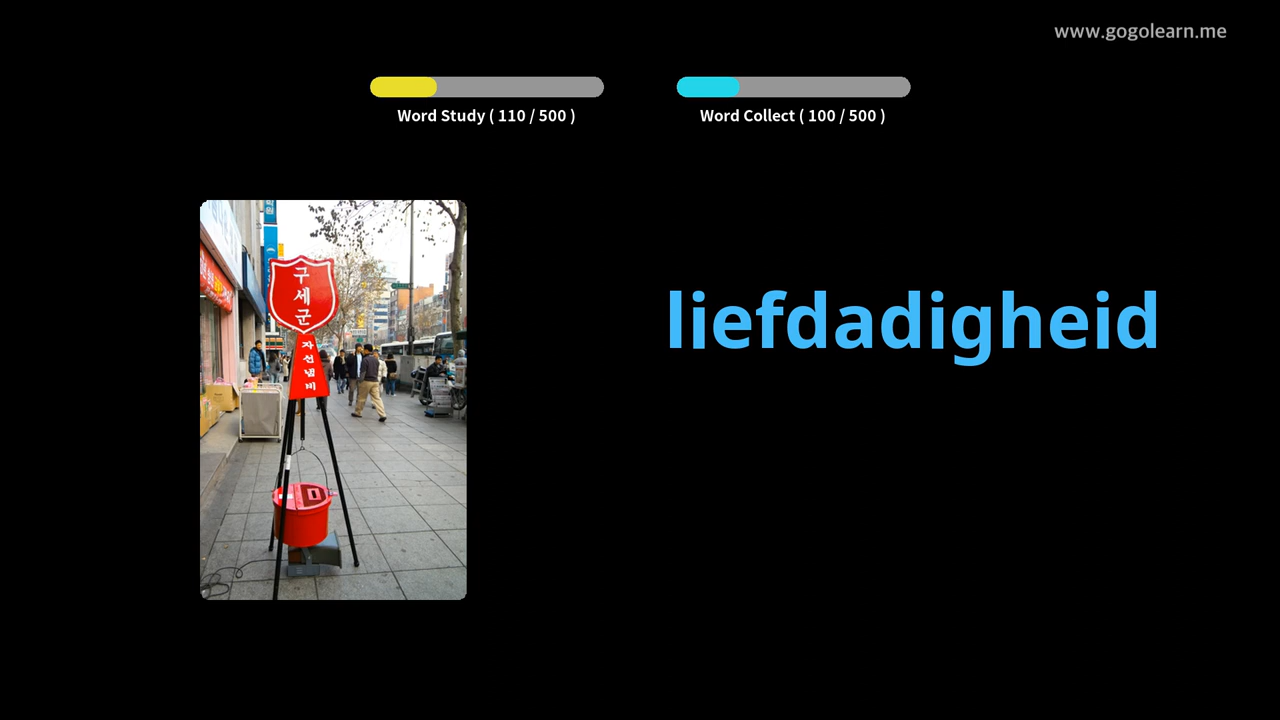 www.gogolearn.me
Word Study ( 110 / 500 )
Word Collect ( 100 / 500 )
구
세
군
자
선
냄
비
liefdadigheid